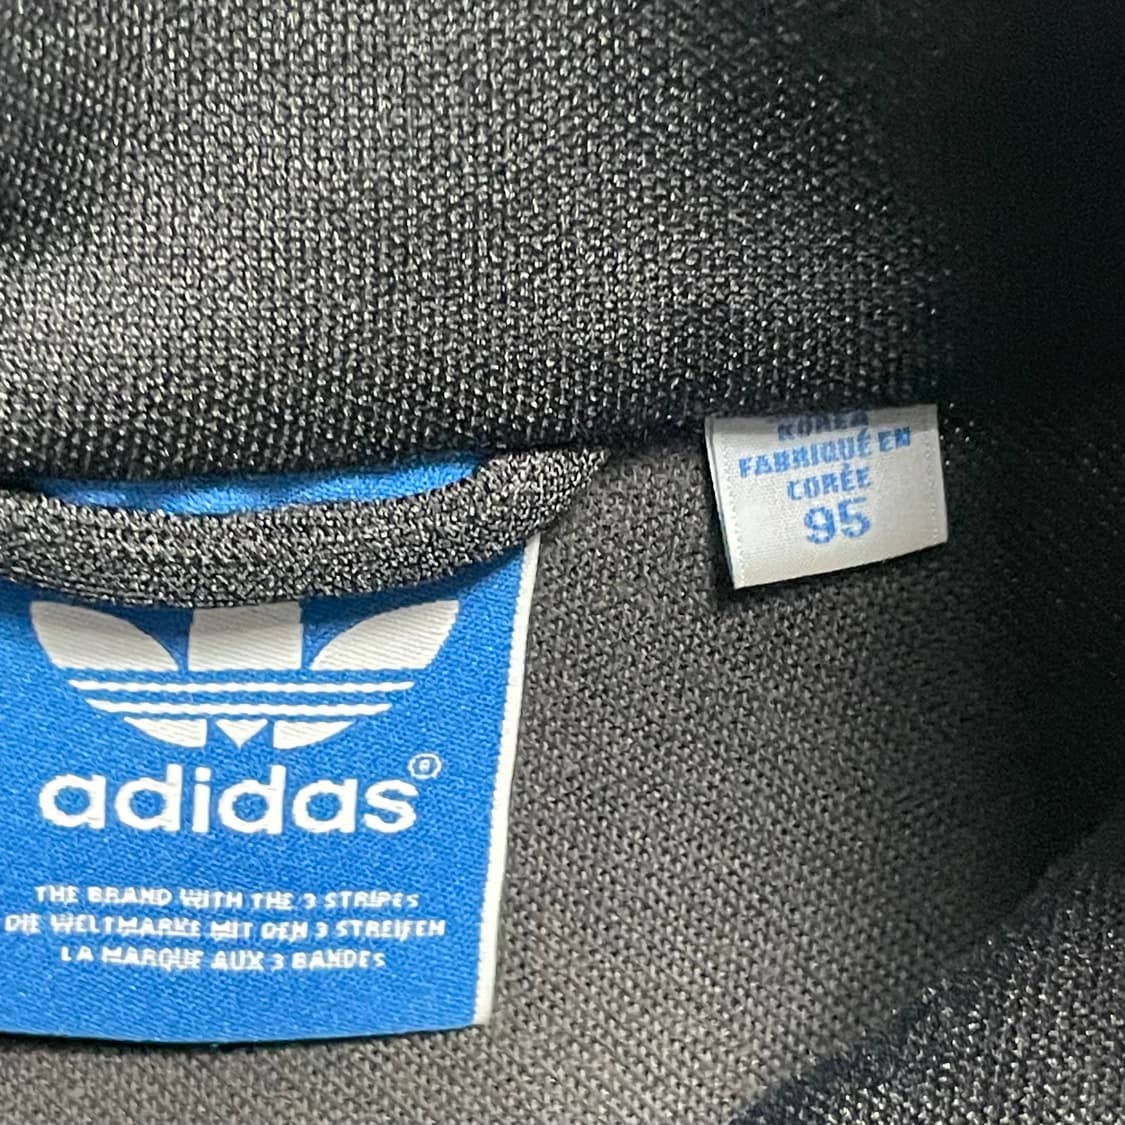 KOREA
FABRIQUÉ EN
CORÉE
95
adidas®
THE BRAND WITH THE 3 STRIPES
DIE WELTMARKE MIT DEN 3 STREIFEN
LA MARQUE AUX 3 BANDES